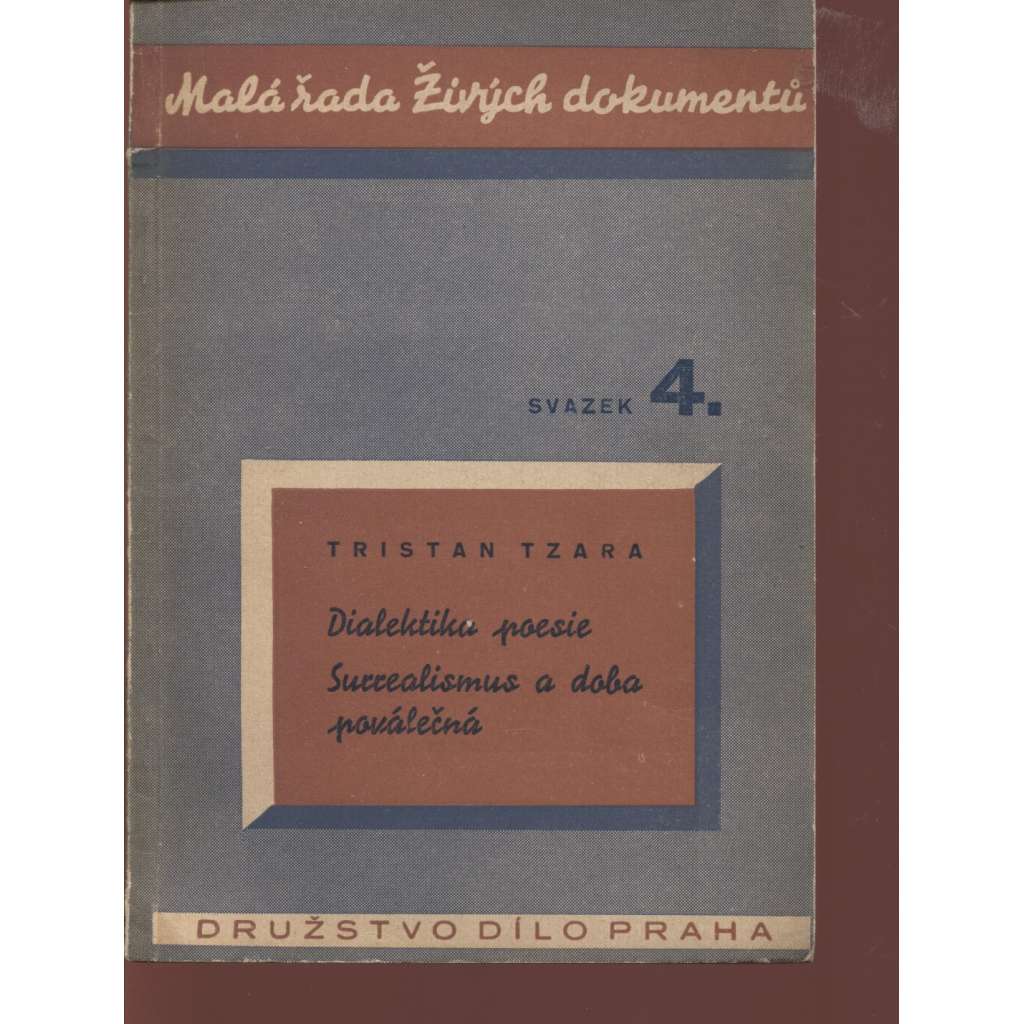 Malá řada Živých dokumentů
SVAZEK 4.
TRISTAN TZARA
Dialektika poesie
Surrealismus a doba
poválečná
DRUŽSTVO DÍLO PRAHA